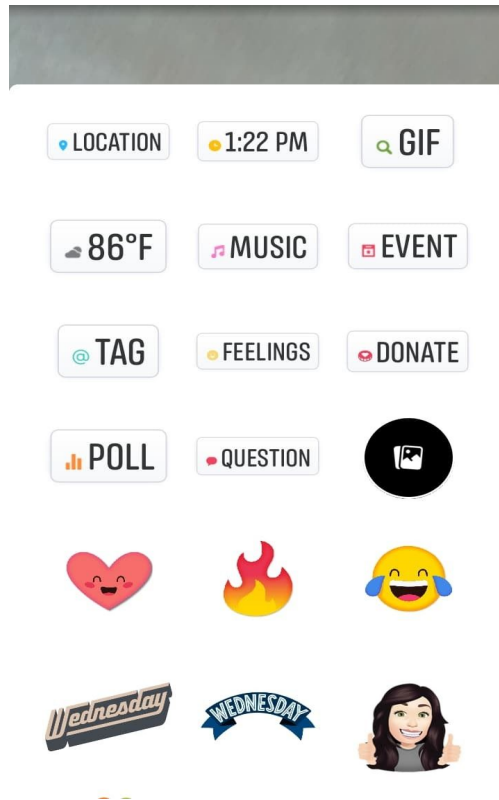 LOCATION
1:22 PM
GIF
86°F
MUSIC
EVENT
@ TAG
FEELINGS
DONATE
POLL
QUESTION
Wednesday
WEDNESDAY